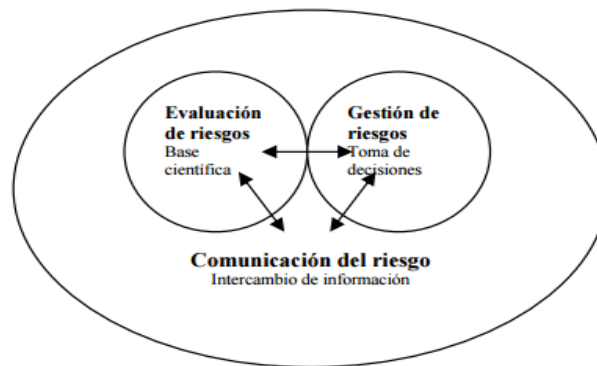 Evaluación
de riesgos
Base
científica
Gestión de
riesgos
Toma de
decisiones
Comunicación del riesgo
Intercambio de información